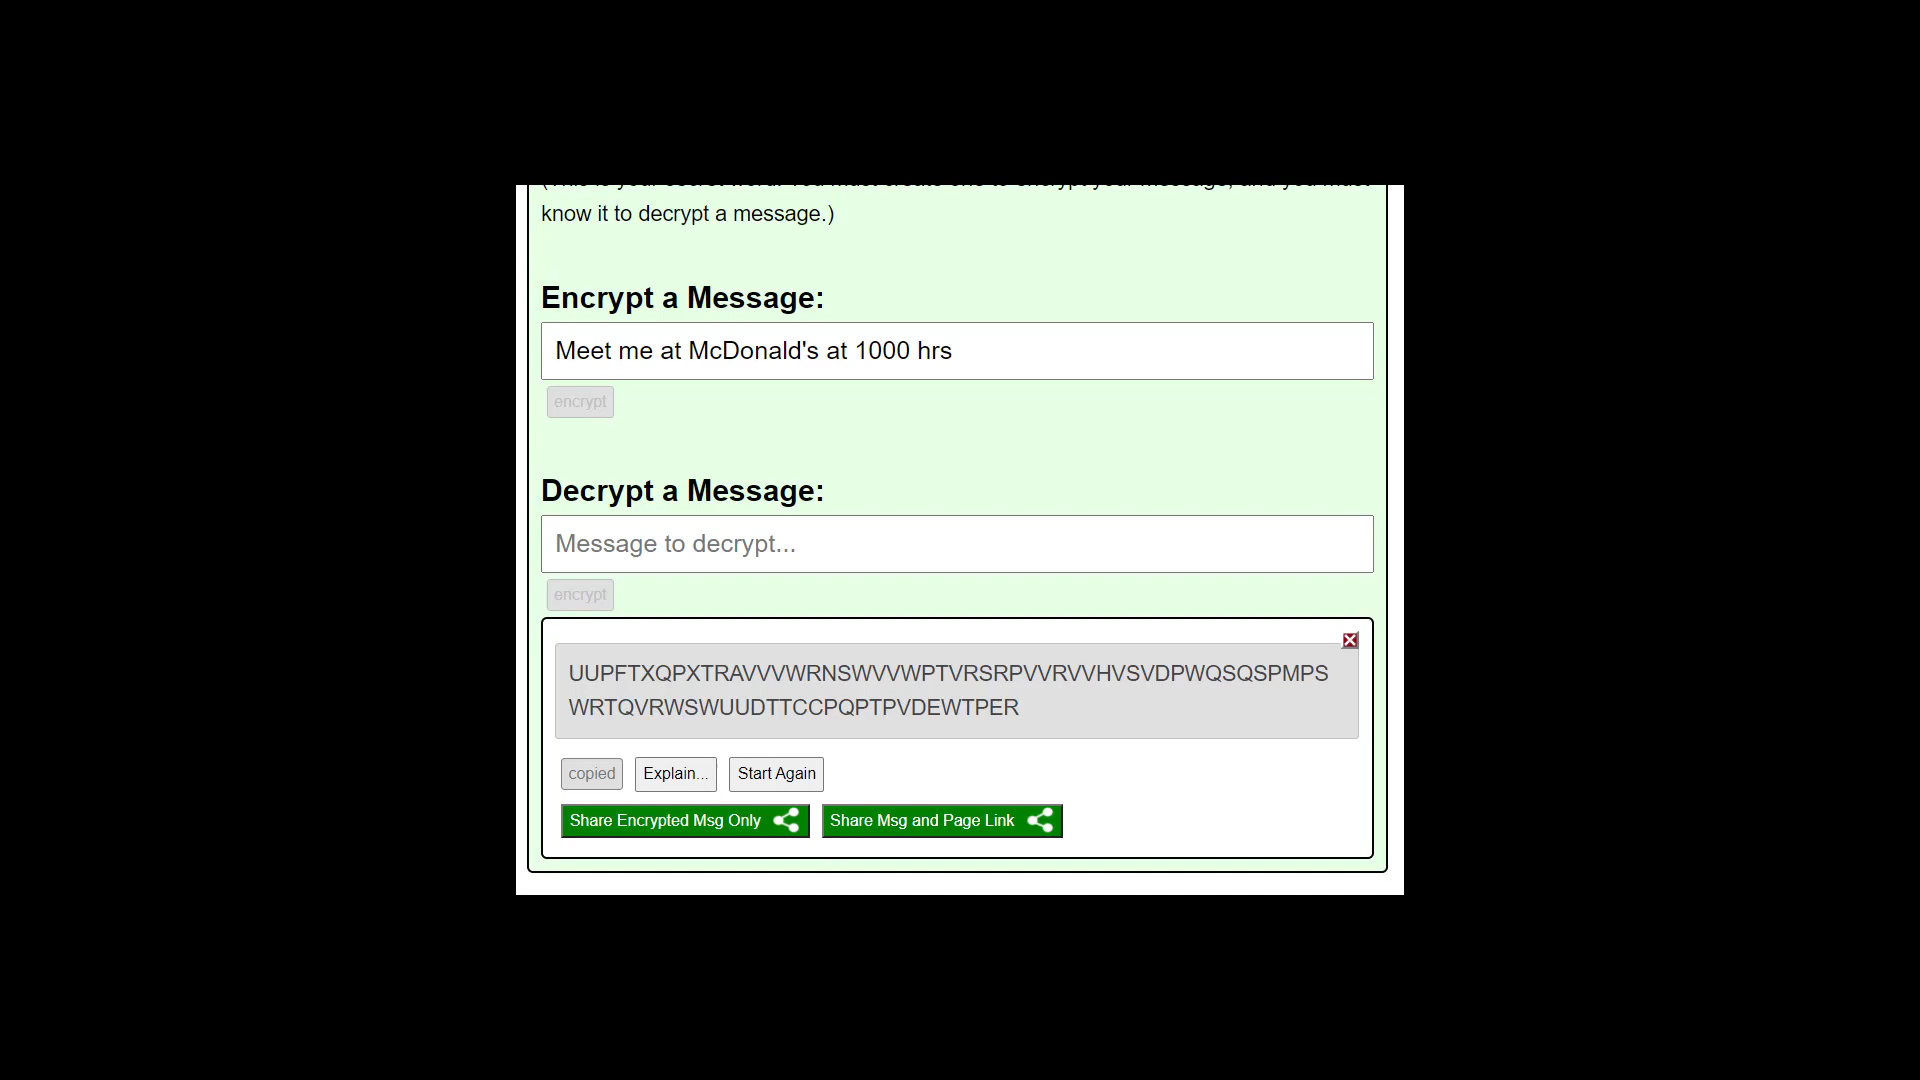 know it to decrypt a message.)
Encrypt a Message:
Meet me at McDonald's at 1000 hrs
encrypt
Decrypt a Message:
Message to decrypt...
encrypt
UUPFTXQPXTRAVVVWRNSWVVWPTVRSRPVVRVVHVSVDPWQSQSPMPS
WRTQVRWSWUUDTTCCPQPTPVDEWTPER
copied Explain... Start Again
Share Encrypted Msg Only Share Msg and Page Link